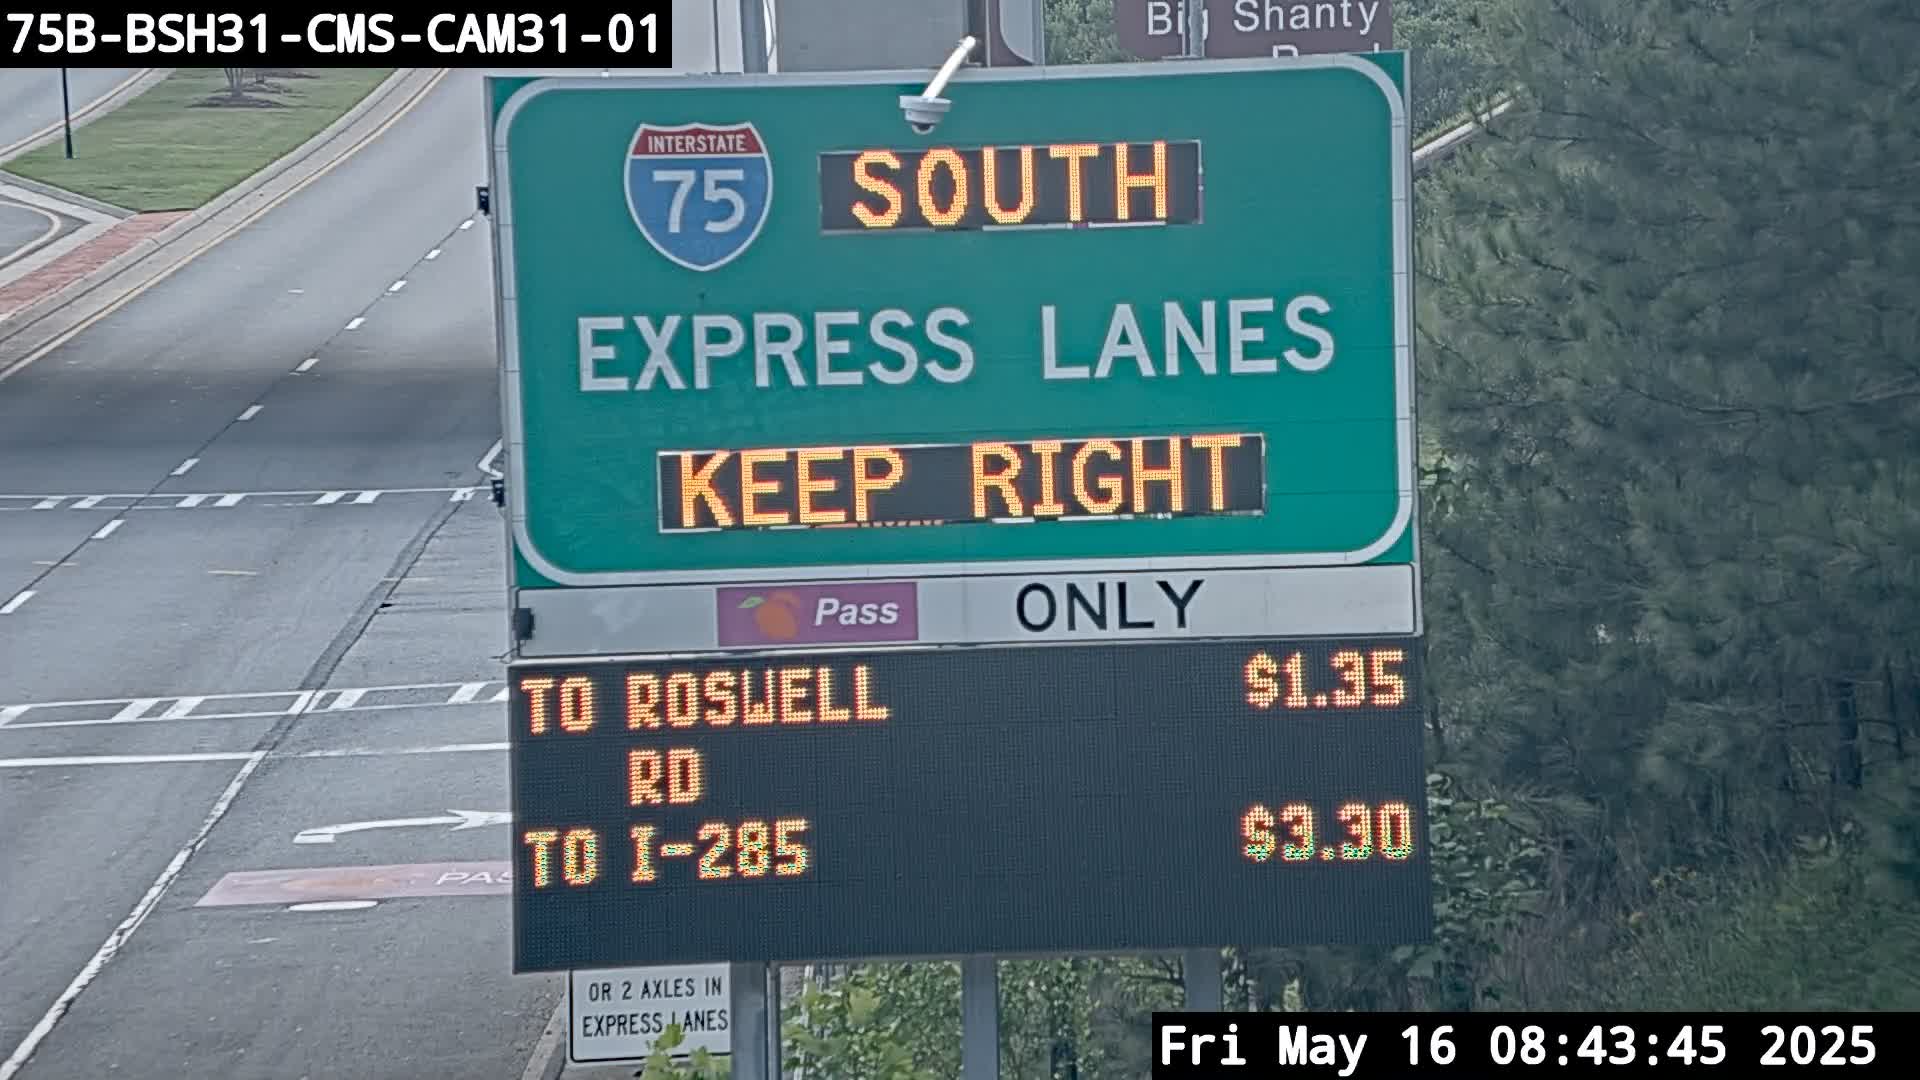 75B-BSH31-CMS-CAM31-01
Big Shanty
Road
INTERSTATE
75
SOUTH
EXPRESS LANES
KEEP RIGHT
Pass
ONLY
TO ROSWELL $1.35
RD
TO I-285 $3.30
PAS
OR 2 AXLES IN
EXPRESS LANES
Fri May 16 08:43:45 2025